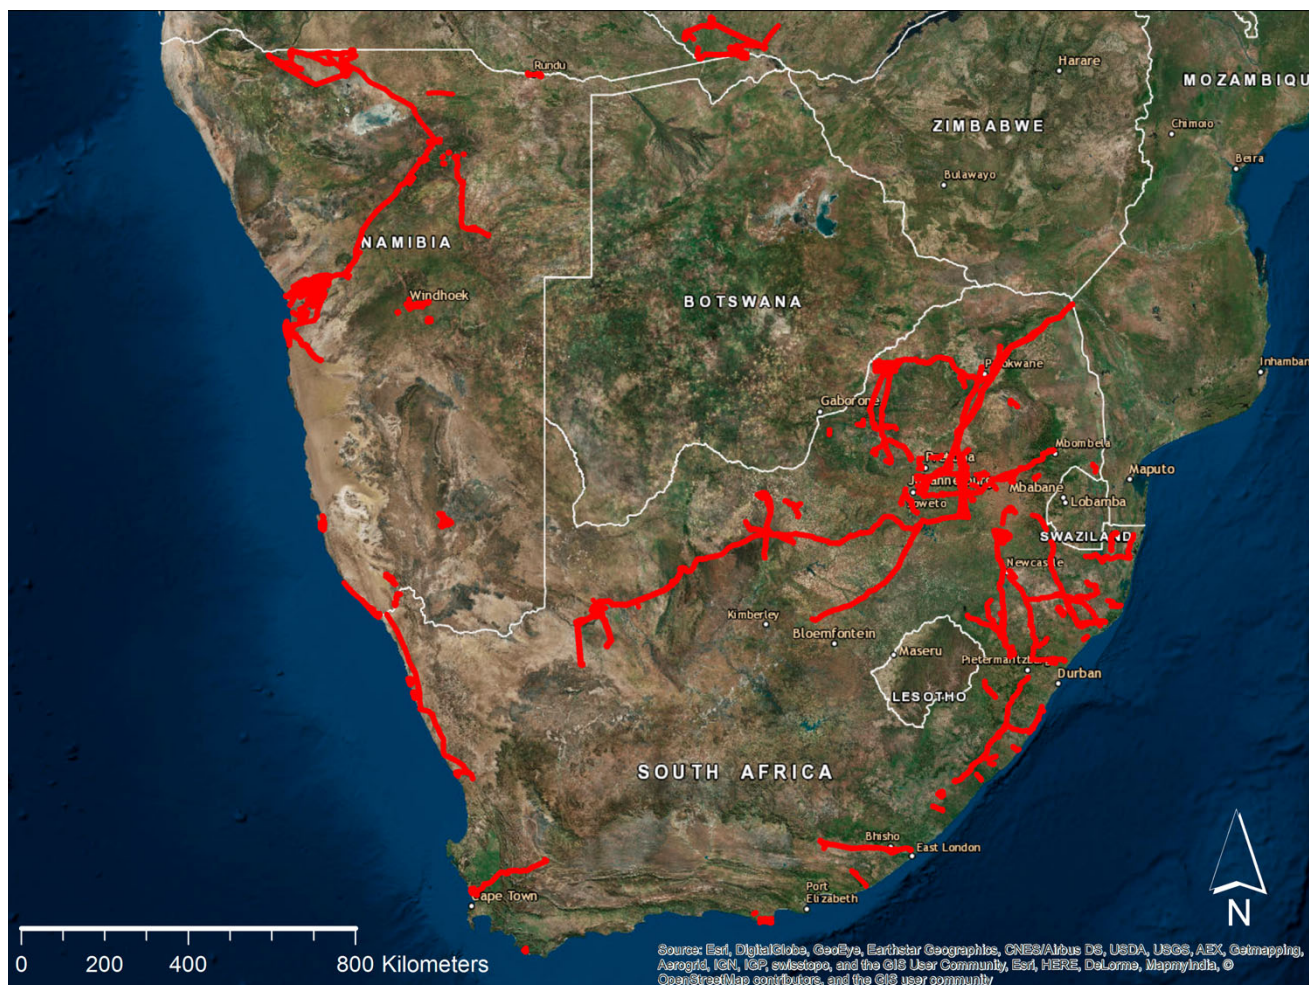 Rundu
Harare
MOZAMBIQU
ZIMBABWE
Chimoio
Beira
Bulawayo
NAMIBIA
Windhoek
BOTSWANA
Inhamban
Gaborone
Mbombela
Maputo
Mbabane
Lobamba
SWAZILAND
Newcastle
Kimberley
Bloemfontein
Maseru
Durban
LESOTHO
SOUTH AFRICA
Bhisho
East London
Port
Elizabeth
Cape Town
N
0 200 400 800 Kilometers
Source: Esri, DigitalGlobe, GeoEye, Earthstar Geographics, CNES/Airbus DS, USDA, USGS, AEX, Getmapping,
Aerogrid, IGN, IGP, swisstopo, and the GIS User Community, Esri, HERE, DeLorme, MapmyIndia, ©
OpenStreetMap contributors, and the GIS user community